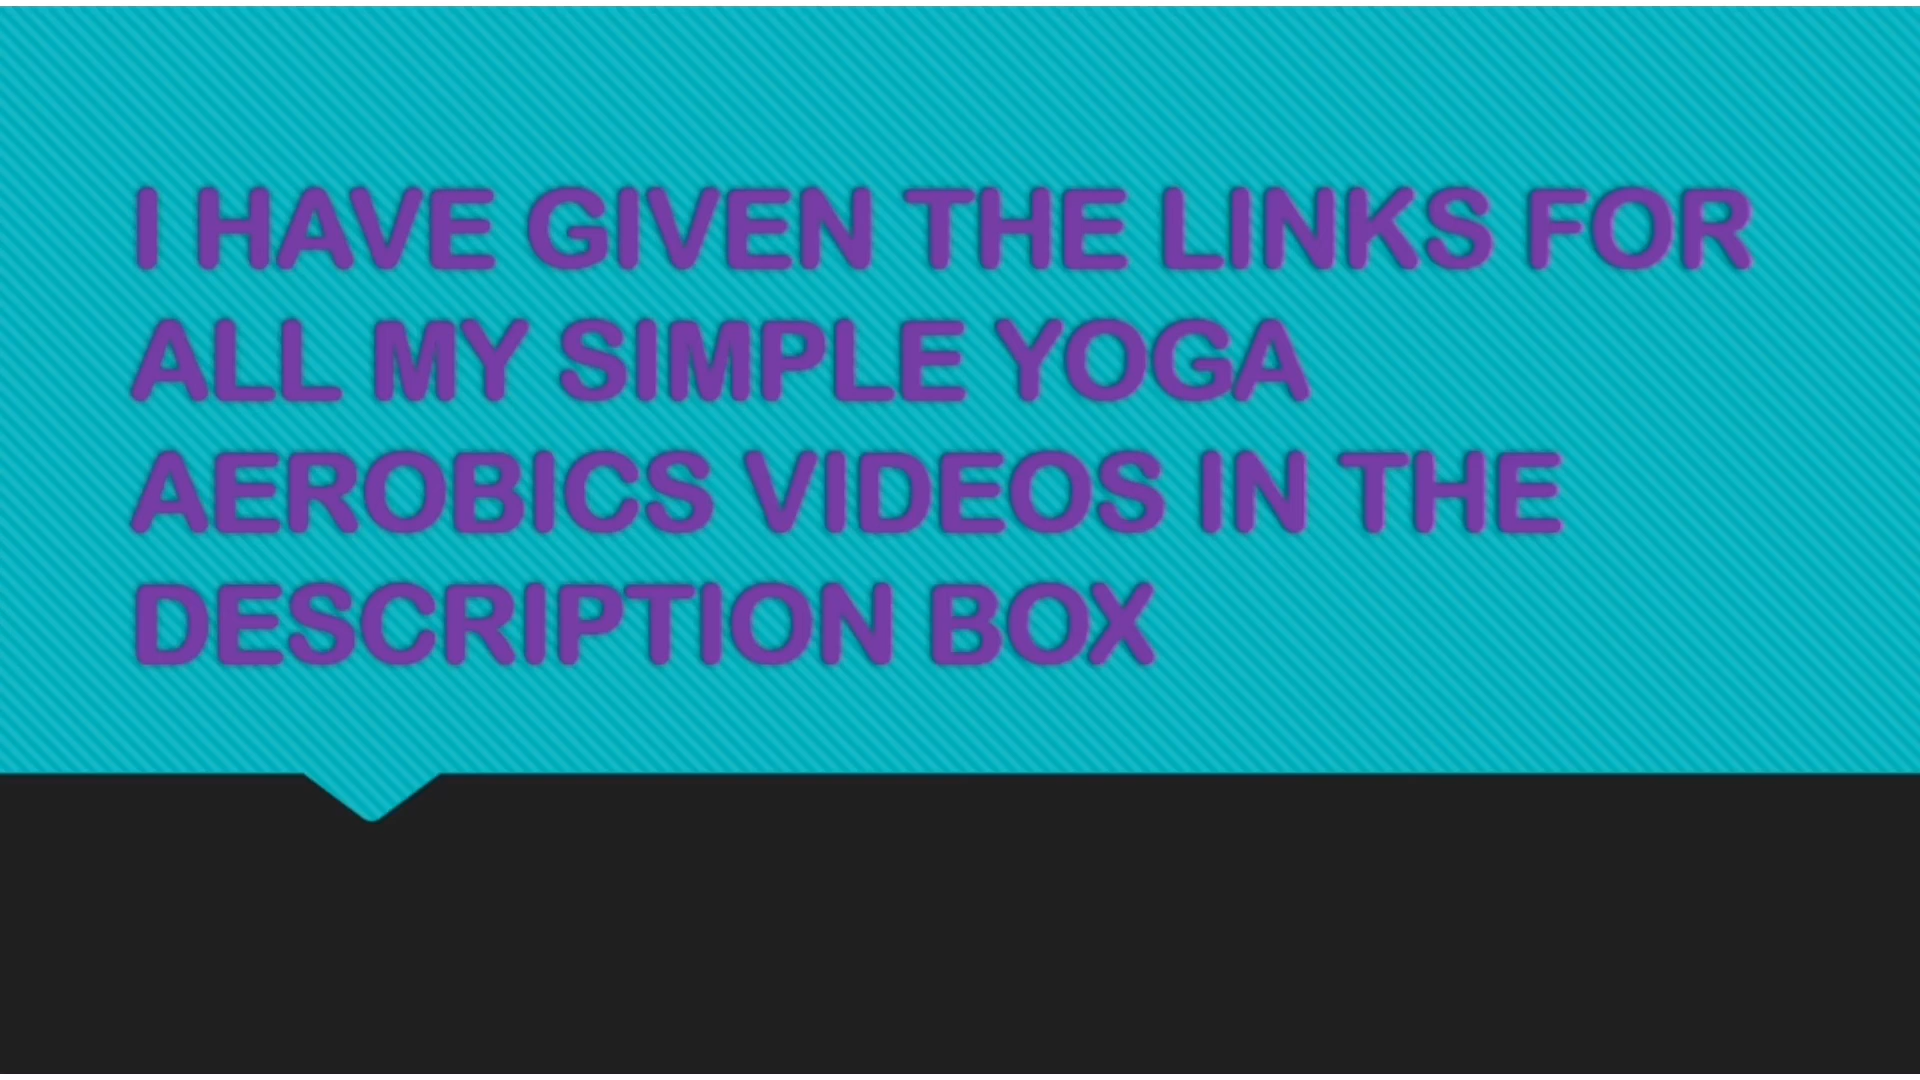 I HAVE GIVEN THE LINKS FOR
ALL MY SIMPLE YOGA
AEROBICS VIDEOS IN THE
DESCRIPTION BOX